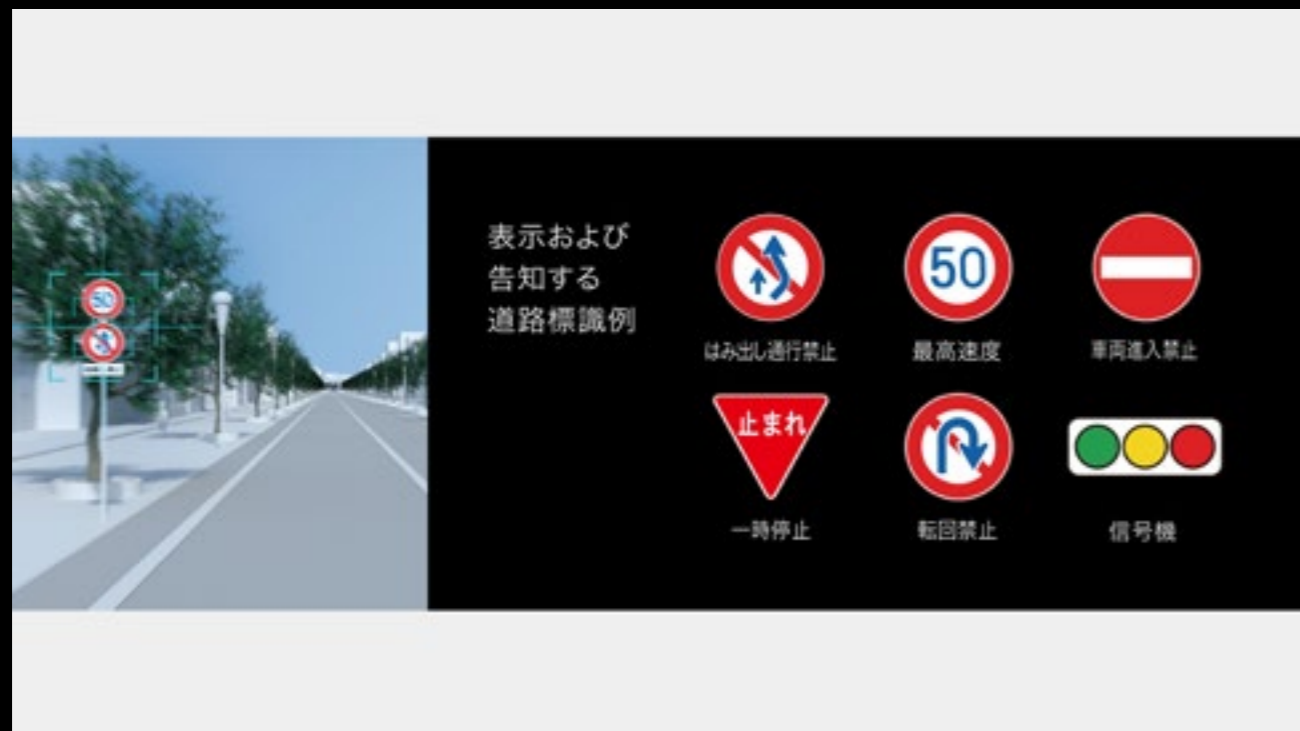 50
表示および
告知する
道路標識例
50
はみ出し通行禁止
最高速度
車両進入禁止
止まれ
一時停止
転回禁止
信号機